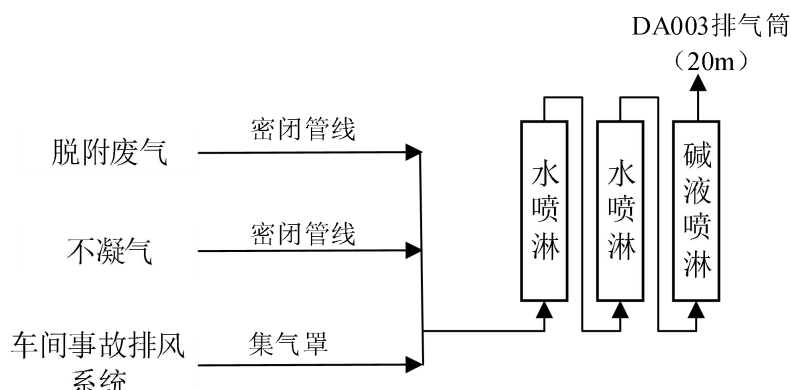 DA003排气筒
（20m）
密闭管线
脱附废气
密闭管线
不凝气
集气罩
车间事故排风
系统
水喷淋
水喷淋
碱液喷淋